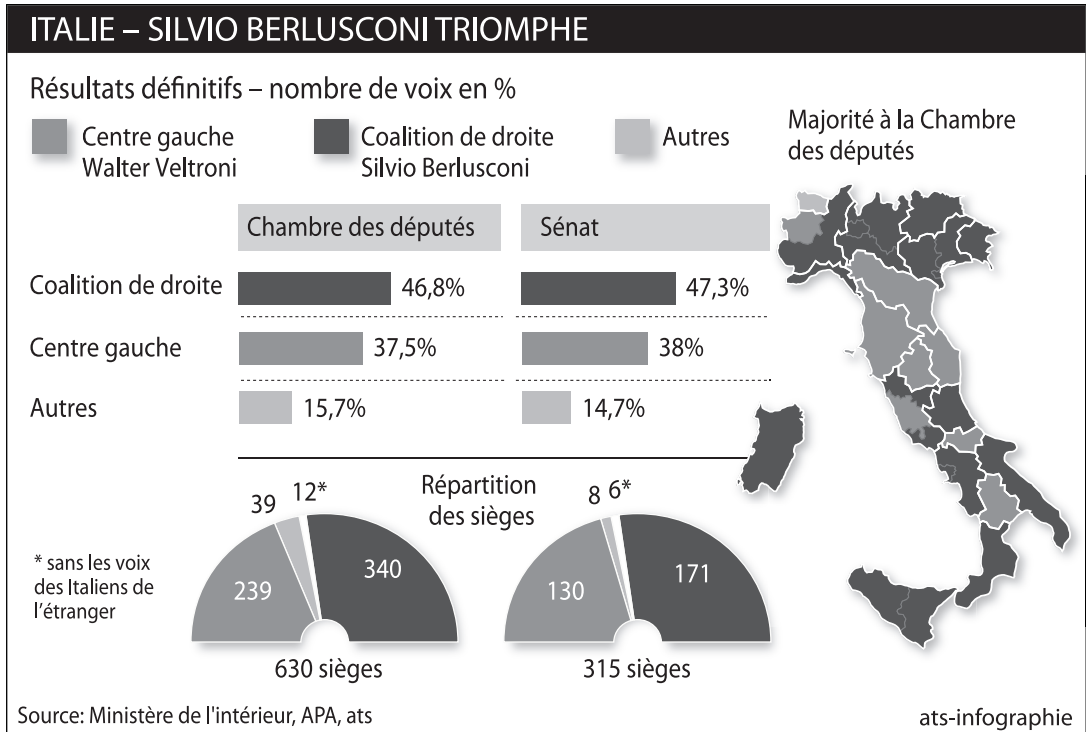 ITALIE – SILVIO BERLUSCONI TRIOMPHE
Résultats définitifs – nombre de voix en %
Centre gauche
Walter Veltroni
Coalition de droite
Silvio Berlusconi
Autres
Majorité à la Chambre
des députés
Chambre des députés
Sénat
Coalition de droite
46,8%
47,3%
Centre gauche
37,5%
38%
Autres
15,7%
14,7%
Répartition
des sièges
* sans les voix
des Italiens de
l'étranger
39
12*
239
340
630 sièges
8
6*
130
171
315 sièges
Source: Ministère de l'intérieur, APA, ats
ats-infographie